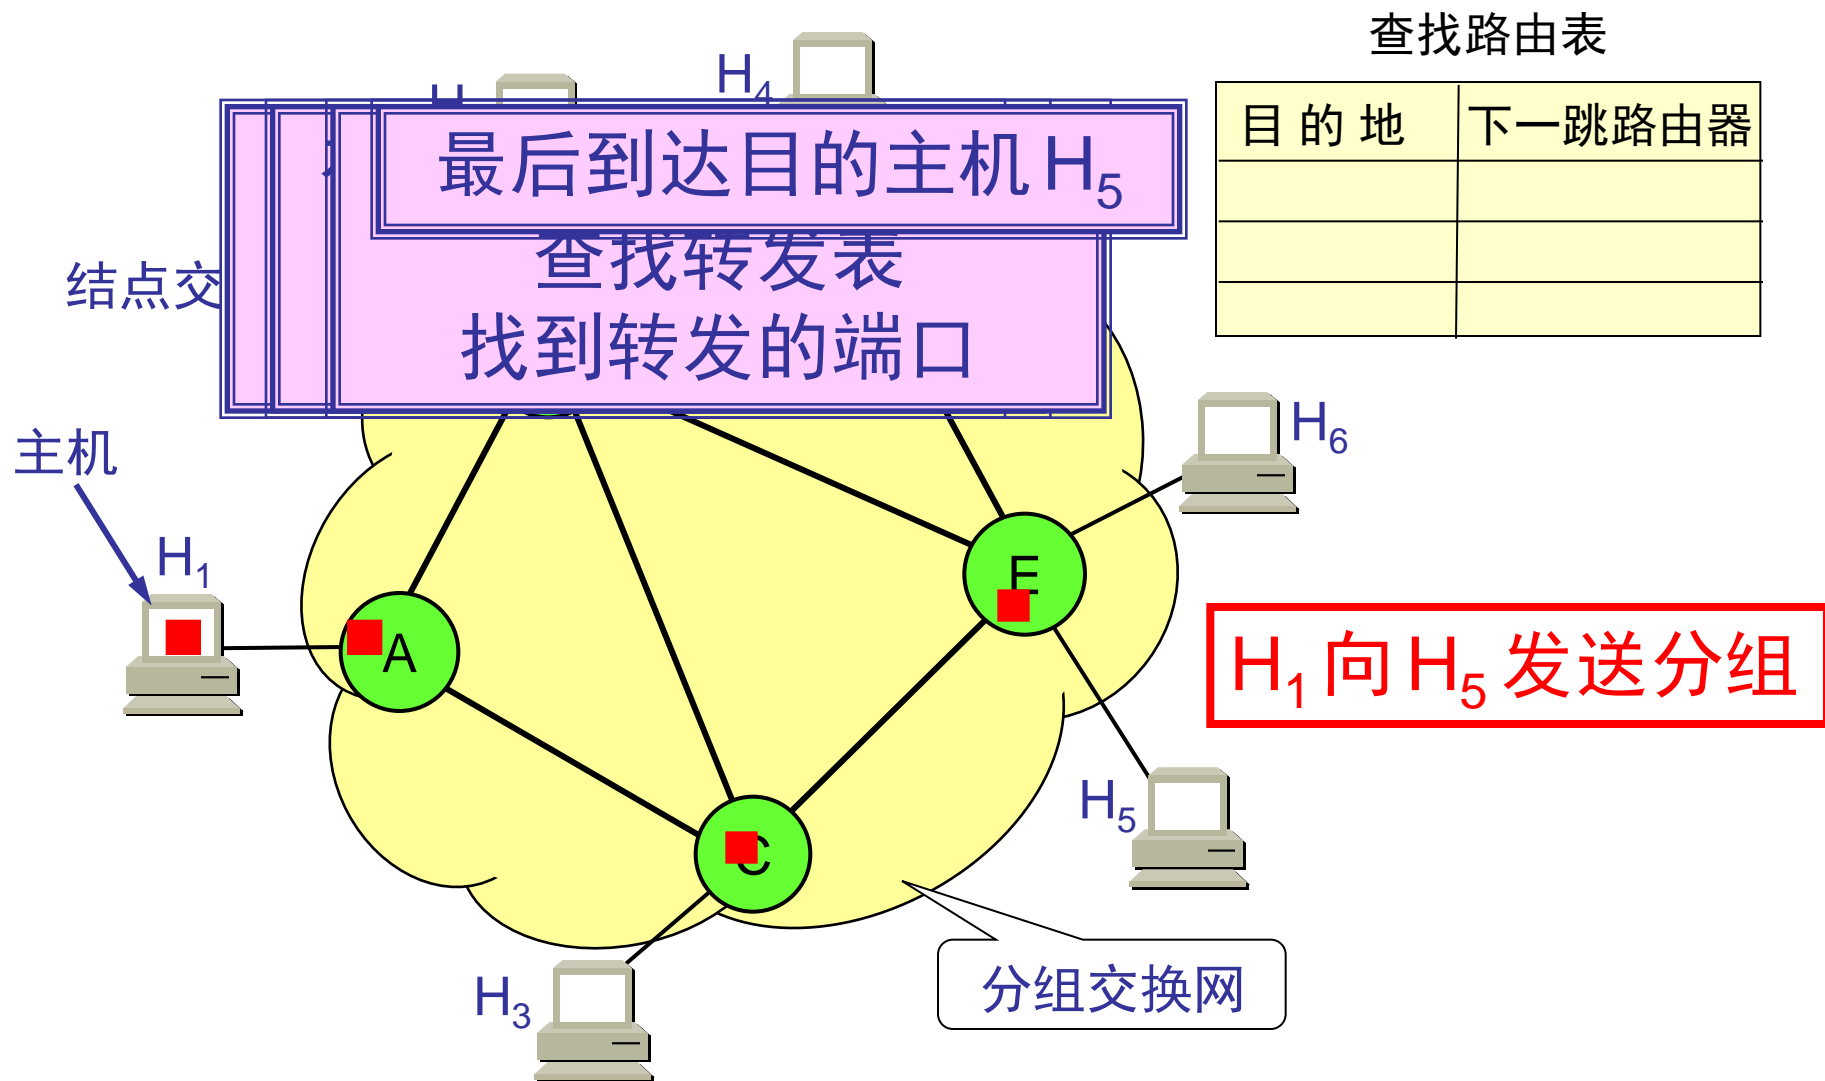 查找路由表
目的地 下一跳路由器
H4
H
最后到达目的主机 H5
查找转发表
找到转发的端口
结点交
主机
H1
H6
E
A
H1 向 H5 发送分组
H5
C
分组交换网
H3